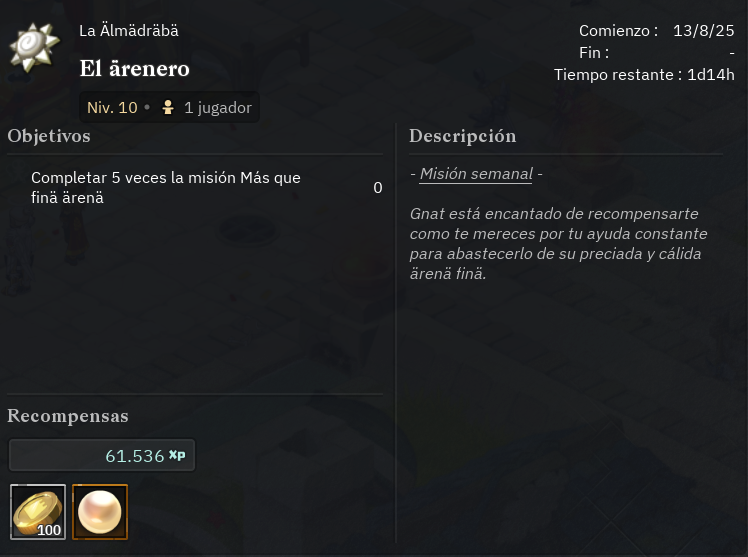 La Älmädräbä
El ärenero
Niv. 10 • 1 jugador
Comienzo : 13/8/25
Fin : -
Tiempo restante : 1d14h
Objetivos
Completar 5 veces la misión Más que
finä ärenä
0
Descripción
- Misión semanal -
Gnat está encantado de recompensarte
como te mereces por tu ayuda constante
para abastecerlo de su preciada y cálida
ärenä finä.
Recompensas
61.536 xp
100